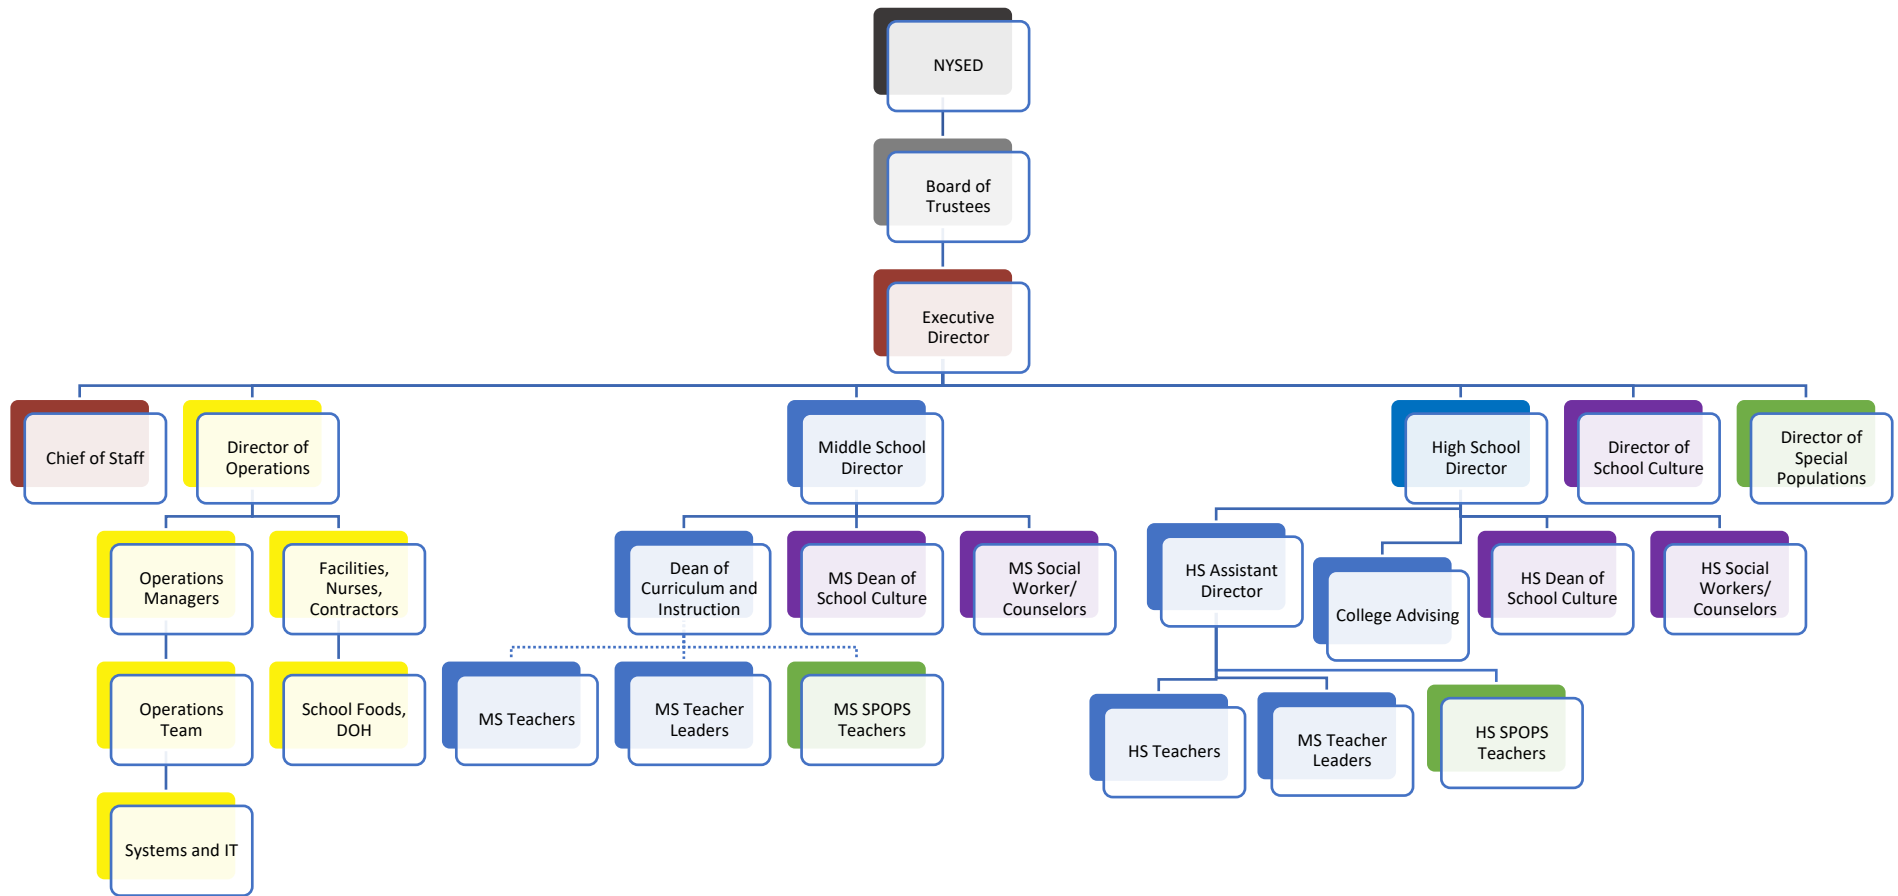 NYSED
Board of
Trustees
Executive
Director
Chief of Staff
Director of
Operations
Middle School
Director
High School
Director
Director of
School Culture
Director of
Special
Populations
Operations
Managers
Facilities,
Nurses,
Contractors
Dean of
Curriculum and
Instruction
MS Dean of
School Culture
MS Social
Worker/
Counselors
HS Assistant
Director
College Advising
HS Dean of
School Culture
HS Social
Workers/
Counselors
Operations
Team
School Foods,
DOH
MS Teachers
MS Teacher
Leaders
MS SPOPS
Teachers
HS Teachers
MS Teacher
Leaders
HS SPOPS
Teachers
Systems and IT